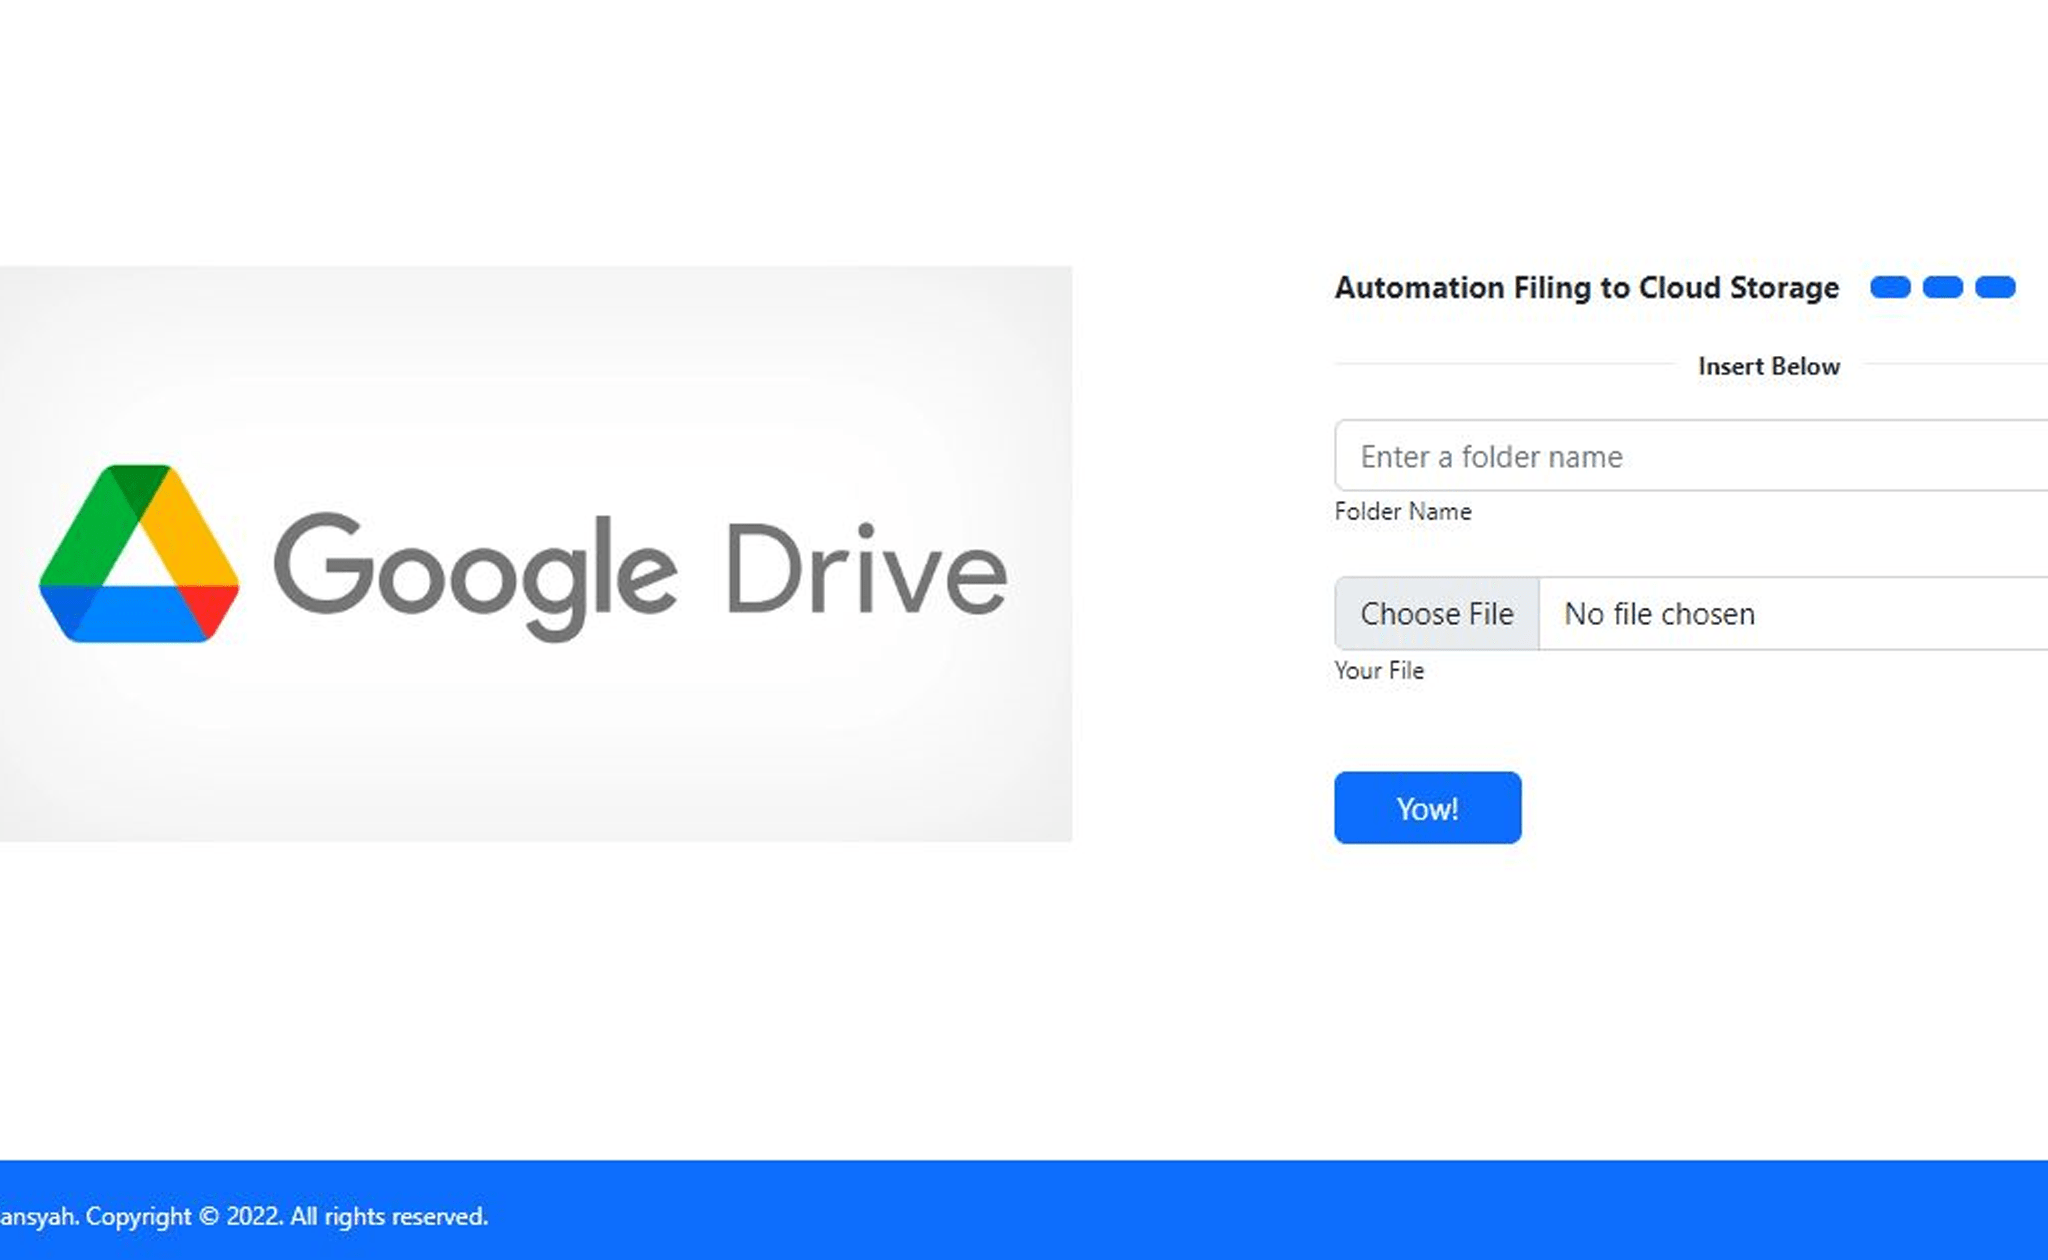 Google Drive
Automation Filing to Cloud Storage
Insert Below
Enter a folder name
Folder Name
Choose File No file chosen
Your File
Yow!
ansyah. Copyright © 2022. All rights reserved.